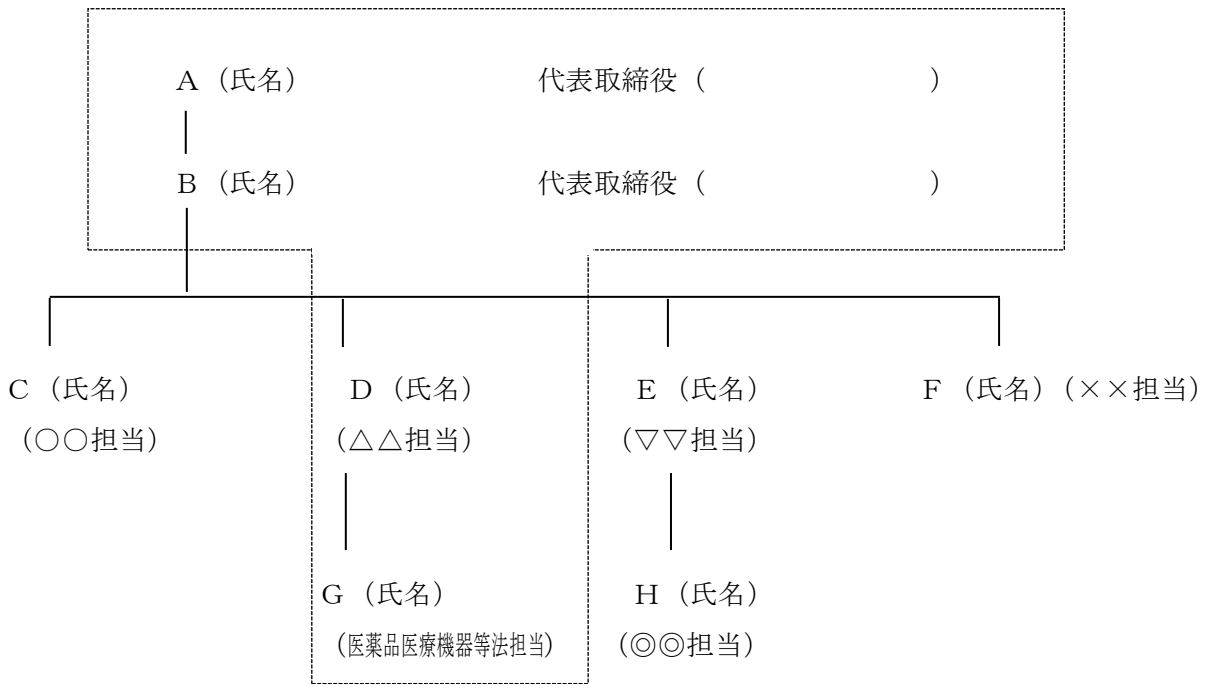 A（氏名） 代表取締役（ ）
B（氏名） 代表取締役（ ）
C（氏名） D（氏名） E（氏名） F（氏名）（××担当）
（○○担当） （△△担当） （▽▽担当）
G（氏名） H（氏名）
（医薬品医療機器等法担当） （◎◎担当）